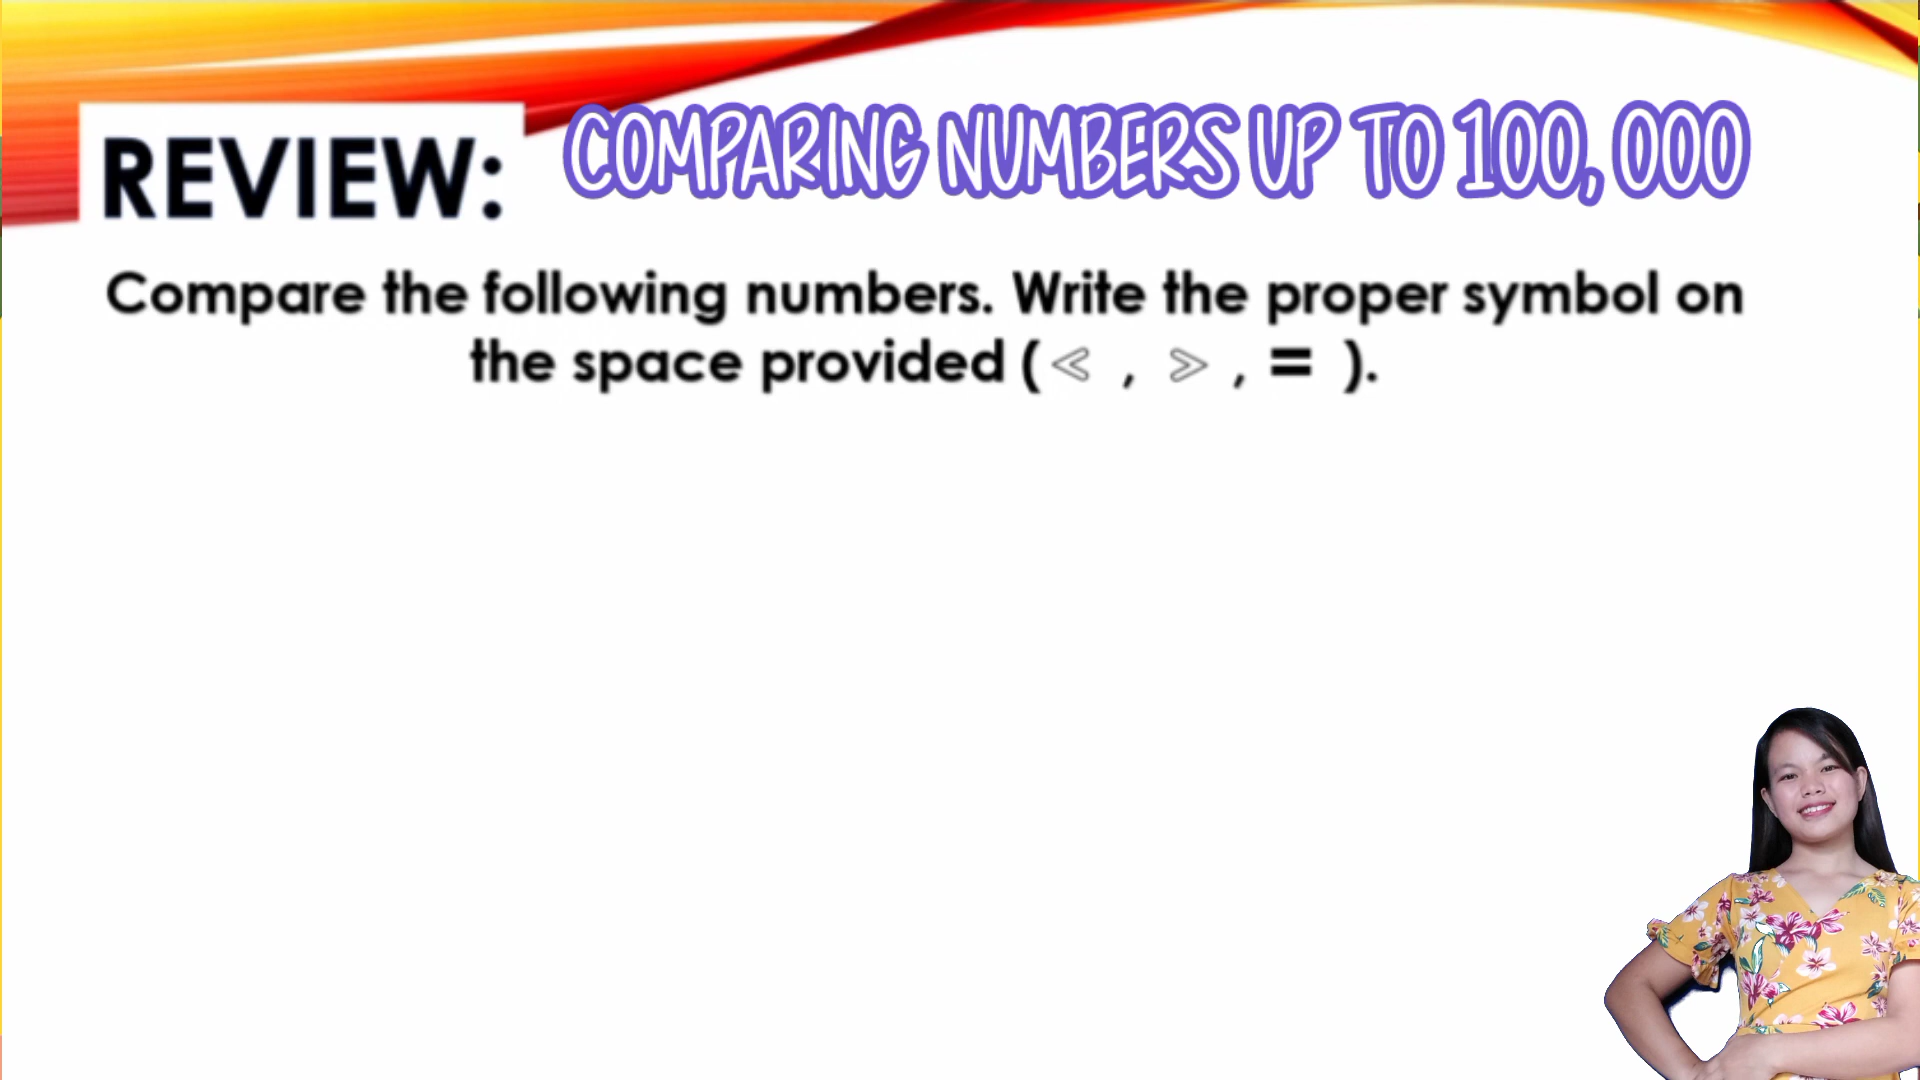 REVIEW: COMPARING NUMBERS UP TO 100, 000
Compare the following numbers. Write the proper symbol on
the space provided ( < , > , = ).